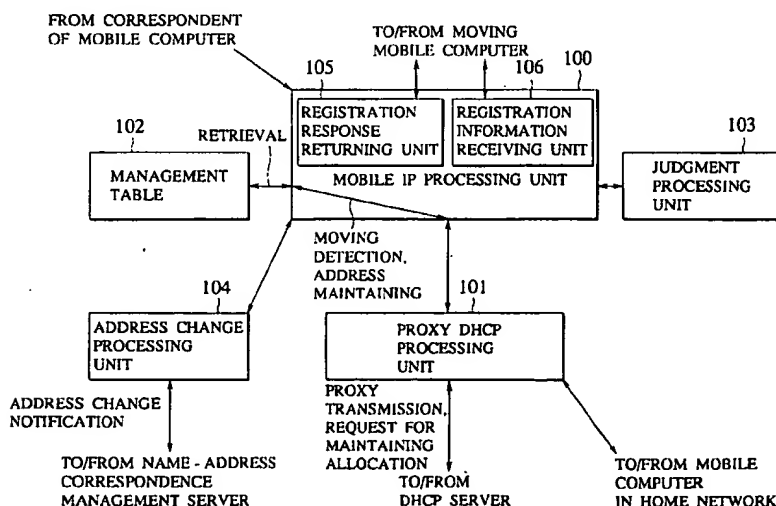 FROM CORRESPONDENT
OF MOBILE COMPUTER
TO/FROM MOVING
MOBILE COMPUTER
100
105
106
REGISTRATION
RESPONSE
RETURNING UNIT
REGISTRATION
INFORMATION
RECEIVING UNIT
MOBILE IP PROCESSING UNIT
102
RETRIEVAL
MANAGEMENT
TABLE
103
JUDGMENT
PROCESSING
UNIT
MOVING
DETECTION,
ADDRESS
MAINTAINING
104
ADDRESS CHANGE
PROCESSING
UNIT
101
PROXY DHCP
PROCESSING
UNIT
ADDRESS CHANGE
NOTIFICATION
PROXY
TRANSMISSION,
REQUEST FOR
MAINTAINING
ALLOCATION
TO/FROM NAME - ADDRESS
CORRESPONDENCE
MANAGEMENT SERVER
TO/FROM
DHCP SERVER
TO/FROM MOBILE
COMPUTER
IN HOME NETWORK